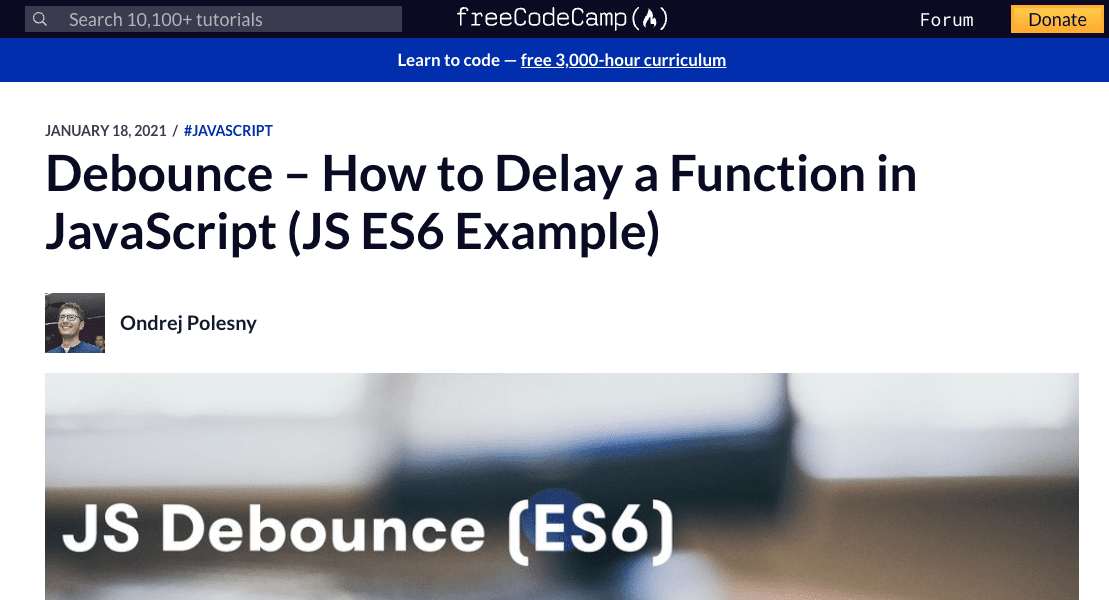 Search 10,100+ tutorials
freeCodeCamp(🔥)
Forum
Donate
Learn to code — free 3,000-hour curriculum
JANUARY 18, 2021 / #JAVASCRIPT
Debounce – How to Delay a Function in
JavaScript (JS ES6 Example)
Ondrej Polesny
JS Debounce (ES6)